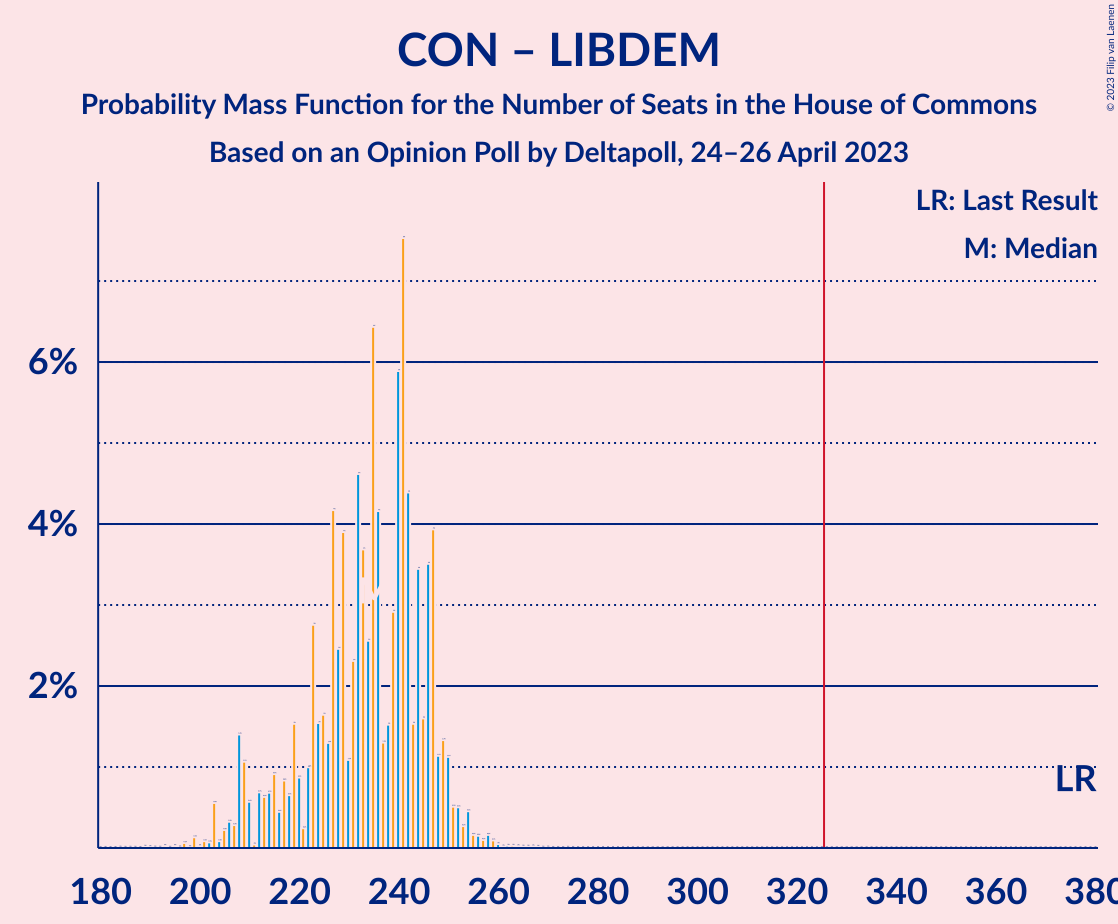 CON – LIBDEM
Probability Mass Function for the Number of Seats in the House of Commons
Based on an Opinion Poll by Deltapoll, 24–26 April 2023
© 2023 Filip van Laenen
LR: Last Result
M: Median
6%
4%
2%
M
LR
180 200 220 240 260 280 300 320 340 360 380